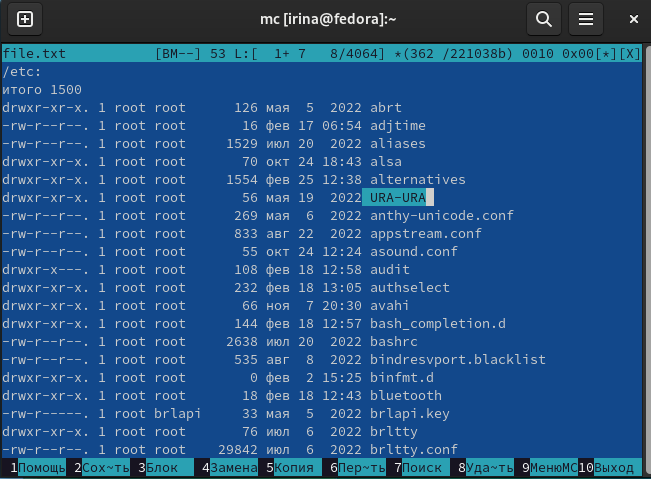 mc [irina@fedora]:~
file.txt [BM--] 53 L:[ 1+ 7 8/4064] *(362 /221038b) 0010 0x00[*][X]
/etc:
итого 1500
drwxr-xr-x. 1 root root 126 мая 5 2022 abrt
-rw-r--r--. 1 root root 16 фев 17 06:54 adjtime
-rw-r--r--. 1 root root 1529 июл 20 2022 aliases
drwxr-xr-x. 1 root root 70 окт 24 18:43 alsa
drwxr-xr-x. 1 root root 1554 фев 25 12:38 alternatives
drwxr-xr-x. 1 root root 56 мая 19 2022 URA-URA
-rw-r--r--. 1 root root 269 мая 6 2022 anthy-unicode.conf
-rw-r--r--. 1 root root 833 авг 22 2022 appstream.conf
-rw-r--r--. 1 root root 55 окт 24 12:24 asound.conf
drwxr-x---. 1 root root 108 фев 18 12:58 audit
drwxr-xr-x. 1 root root 232 фев 18 13:05 authselect
drwxr-xr-x. 1 root root 66 ноя 7 20:30 avahi
drwxr-xr-x. 1 root root 144 фев 18 12:57 bash_completion.d
-rw-r--r--. 1 root root 2638 июл 20 2022 bashrc
-rw-r--r--. 1 root root 535 авг 8 2022 bindresvport.blacklist
drwxr-xr-x. 1 root root 0 фев 2 15:25 binfmt.d
drwxr-xr-x. 1 root root 18 фев 18 12:43 bluetooth
-rw-r-----. 1 root brlapi 33 мая 5 2022 brlapi.key
drwxr-xr-x. 1 root root 76 июл 6 2022 brltty
-rw-r--r--. 1 root root 29842 июл 6 2022 brltty.conf
1Помощь 2Сох~ть 3Блок 4Замена 5Копия 6Пер~ть 7Поиск 8Уда~ть 9МенюMC 10Выход